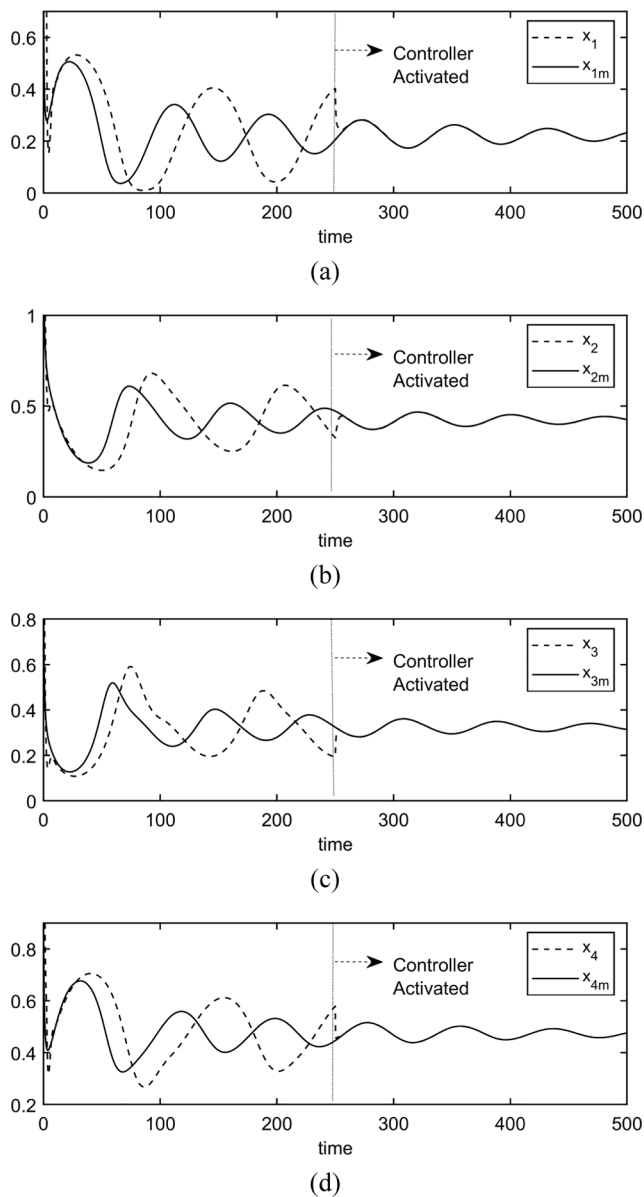 0.6
0.4
0.2
0
0 100 200 300 400 500
time
x1
x1m
Controller
Activated
(a)
1
0.5
0
0 100 200 300 400 500
time
x2
x2m
Controller
Activated
(b)
0.8
0.6
0.4
0.2
0
0 100 200 300 400 500
time
x3
x3m
Controller
Activated
(c)
0.8
0.6
0.4
0.2
0 100 200 300 400 500
time
x4
x4m
Controller
Activated
(d)